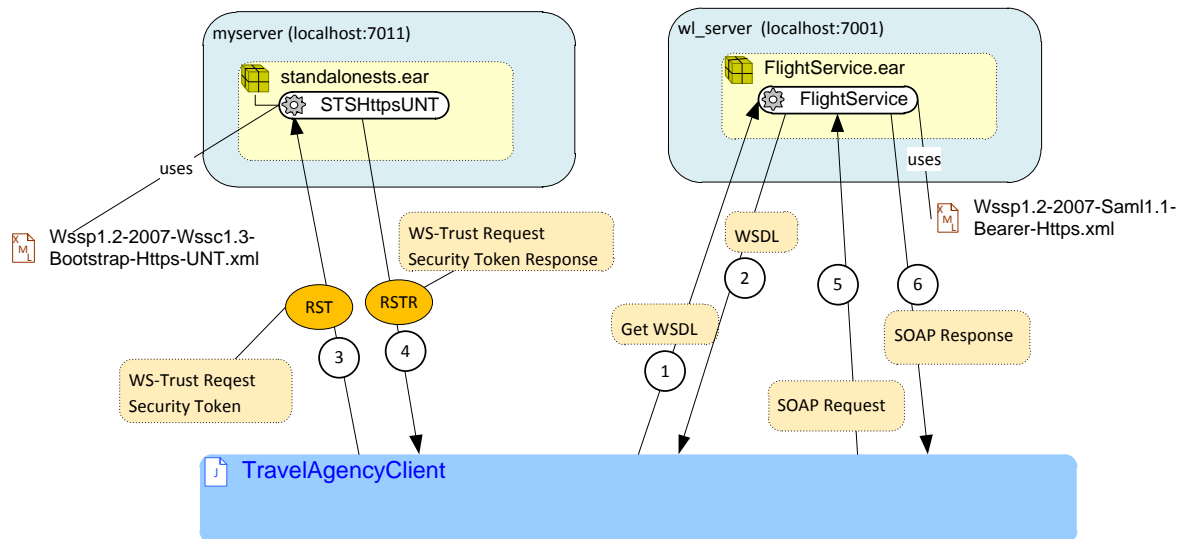 myserver (localhost:7011)
standalonests.ear
STSHttpsUNT
uses
Wssp1.2-2007-Wssc1.3-
Bootstrap-Https-UNT.xml
wl_server (localhost:7001)
FlightService.ear
FlightService
uses
Wssp1.2-2007-Saml1.1-
Bearer-Https.xml
WS-Trust Request
Security Token Response
RST
RSTR
3
4
WS-Trust Reqest
Security Token
WSDL
2
Get WSDL
1
5
6
SOAP Response
SOAP Request
TravelAgencyClient
X
M
L
X
M
L
J